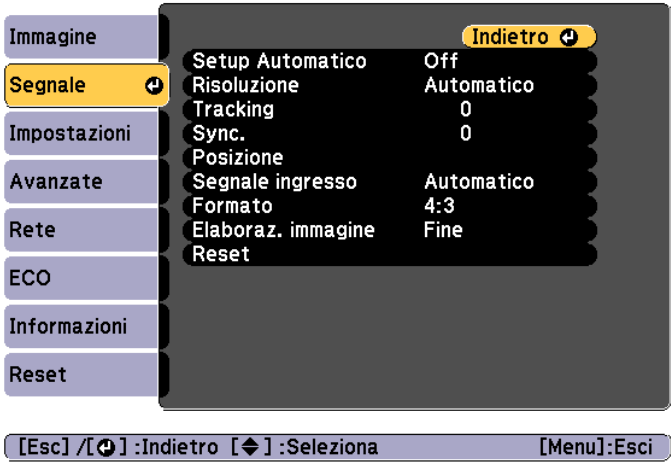 Immagine
Segnale
Impostazioni
Avanzate
Rete
ECO
Informazioni
Reset
Indietro
Setup Automatico Off
Risoluzione Automatico
Tracking 0
Sync. 0
Posizione
Segnale ingresso Automatico
Formato 4:3
Elaboraz. immagine Fine
Reset
[Esc] /[ ] :Indietro [ ] :Seleziona [Menu]:Esci